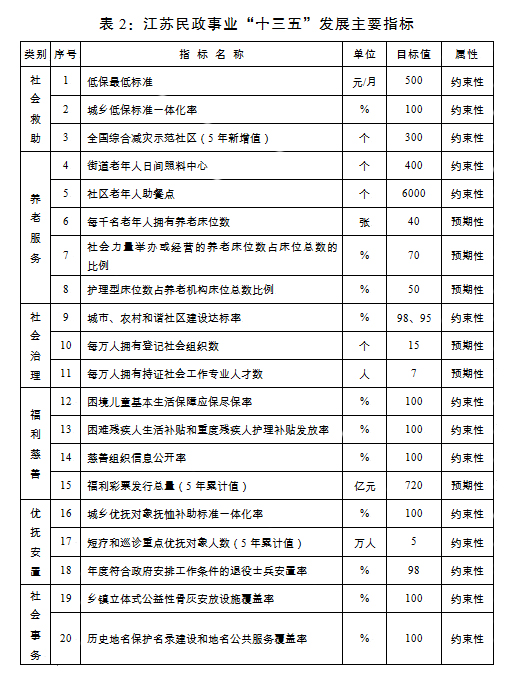 表 2：江苏民政事业“十三五”发展主要指标
类别 序号 指 标 名 称 单位 目标值 属性
社会救助
1 低保最低标准 元/月 500 约束性
2 城乡低保标准一体化率 % 100 约束性
3 全国综合减灾示范社区（5 年新增值） 个 300 约束性
养老服务
4 街道老年人日间照料中心 个 400 约束性
5 社区老年人助餐点 个 6000 约束性
6 每千名老年人拥有养老床位数 张 40 预期性
7 社会力量举办或经营的养老床位数占床位总数的
比例 % 70 预期性
8 护理型床位数占养老机构床位总数比例 % 50 预期性
社会治理
9 城市、农村和谐社区建设达标率 % 98、95 约束性
10 每万人拥有登记社会组织数 个 15 预期性
11 每万人拥有持证社会工作专业人才数 人 7 预期性
福利慈善
12 困境儿童基本生活保障应保尽保率 % 100 约束性
13 困难残疾人生活补贴和重度残疾人护理补贴发放率 % 100 约束性
14 慈善组织信息公开率 % 100 约束性
15 福利彩票发行总量（5 年累计值） 亿元 720 预期性
优抚安置
16 城乡优抚对象抚恤补助标准一体化率 % 100 约束性
17 短疗和巡诊重点优抚对象人数（5 年累计值） 万人 5 约束性
18 年度符合政府安排工作条件的退役士兵安置率 % 98 约束性
社会事务
19 乡镇立体式公益性骨灰安放设施覆盖率 % 100 约束性
20 历史地名保护名录建设和地名公共服务覆盖率 % 100 约束性